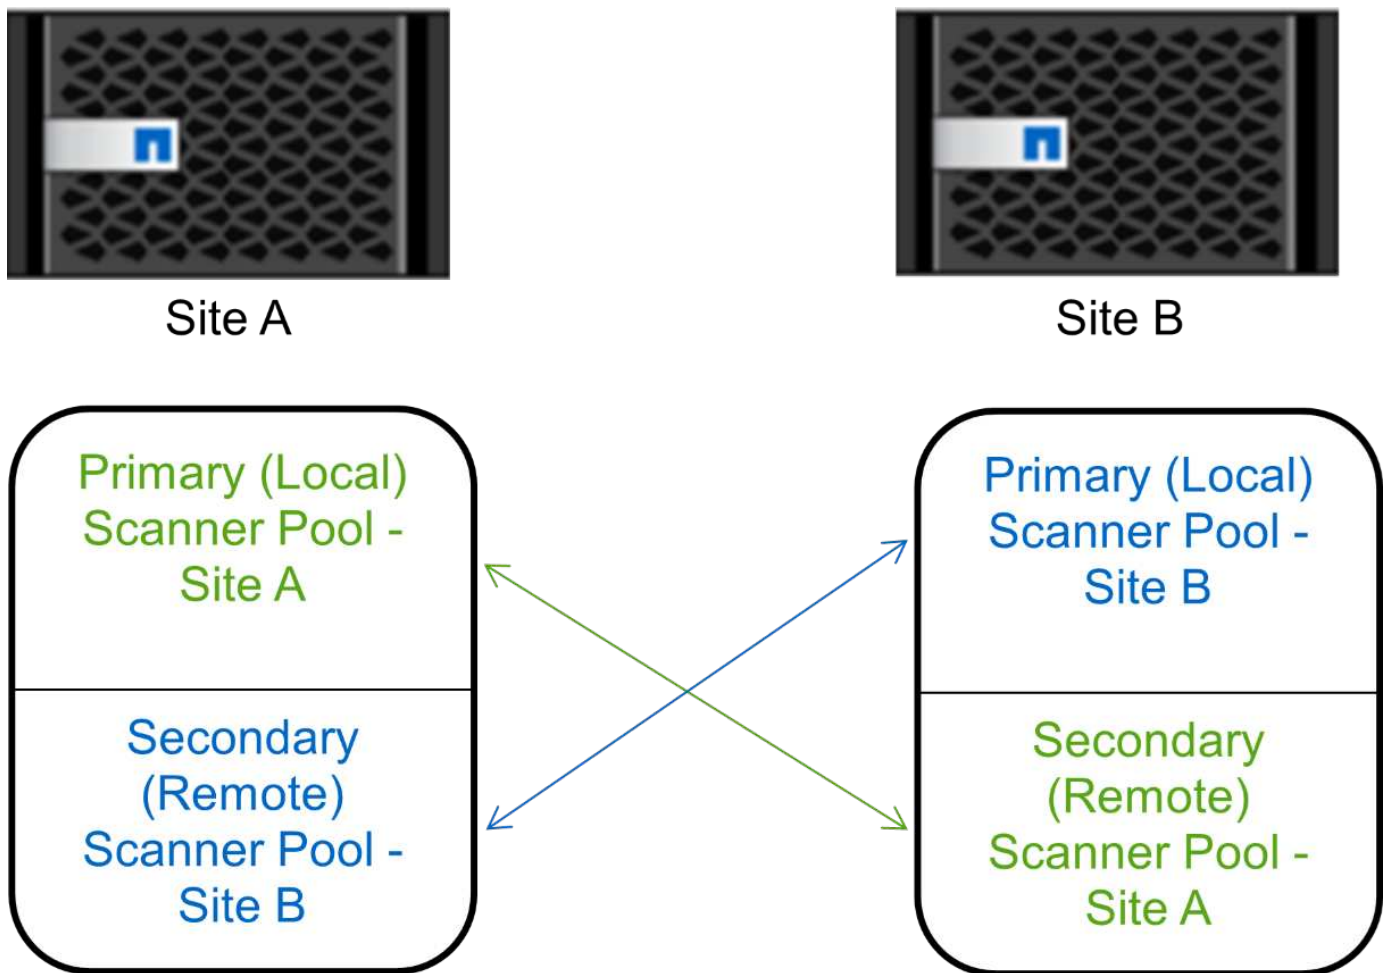 Site A
Site B
Primary (Local)
Scanner Pool -
Site A
Secondary
(Remote)
Scanner Pool -
Site B
Primary (Local)
Scanner Pool -
Site B
Secondary
(Remote)
Scanner Pool -
Site A